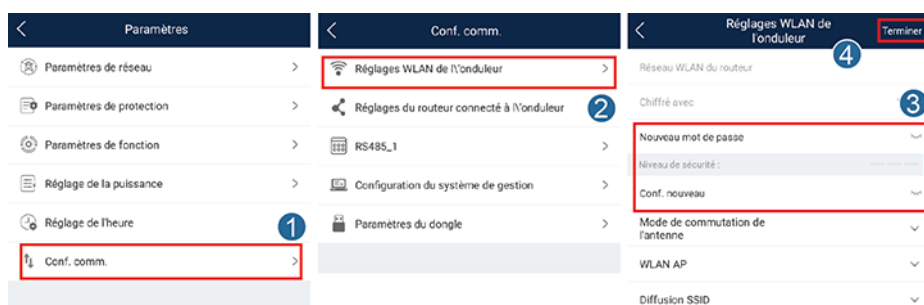 Paramètres
Paramètres de réseau
Paramètres de protection
Paramètres de fonction
Réglage de la puissance
Réglage de l'heure
1
Conf. comm.
Conf. comm.
Réglages WLAN de l\'onduleur
2
Réglages du routeur connecté à l\'onduleur
RS485_1
Configuration du système de gestion
Paramètres du dongle
Réglages WLAN de
l'onduleur
Terminer
4
Réseau WLAN du routeur
Chiffré avec
3
Nouveau mot de passe
Niveau de sécurité :
Conf. nouveau
Mode de commutation de
l'antenne
WLAN AP
Diffusion SSID